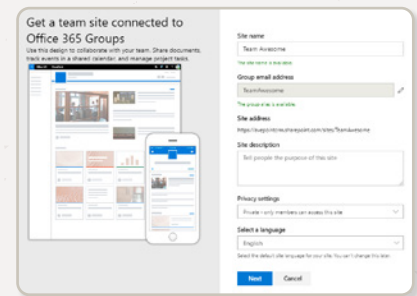 Get a team site connected to
Office 365 Groups
Use this design to collaborate with your team. Share documents,
track events in a shared calendar, and manage project tasks.
Site name
Team Awesome
The site name is available.
Group email address
TeamAwesome
The group alias is available.
Site address
Site description
Tell people the purpose of this site
Privacy settings
Private - only members can access this site
Select a language
English
Select the default site language for your site. You can't change this later.
Next
Cancel